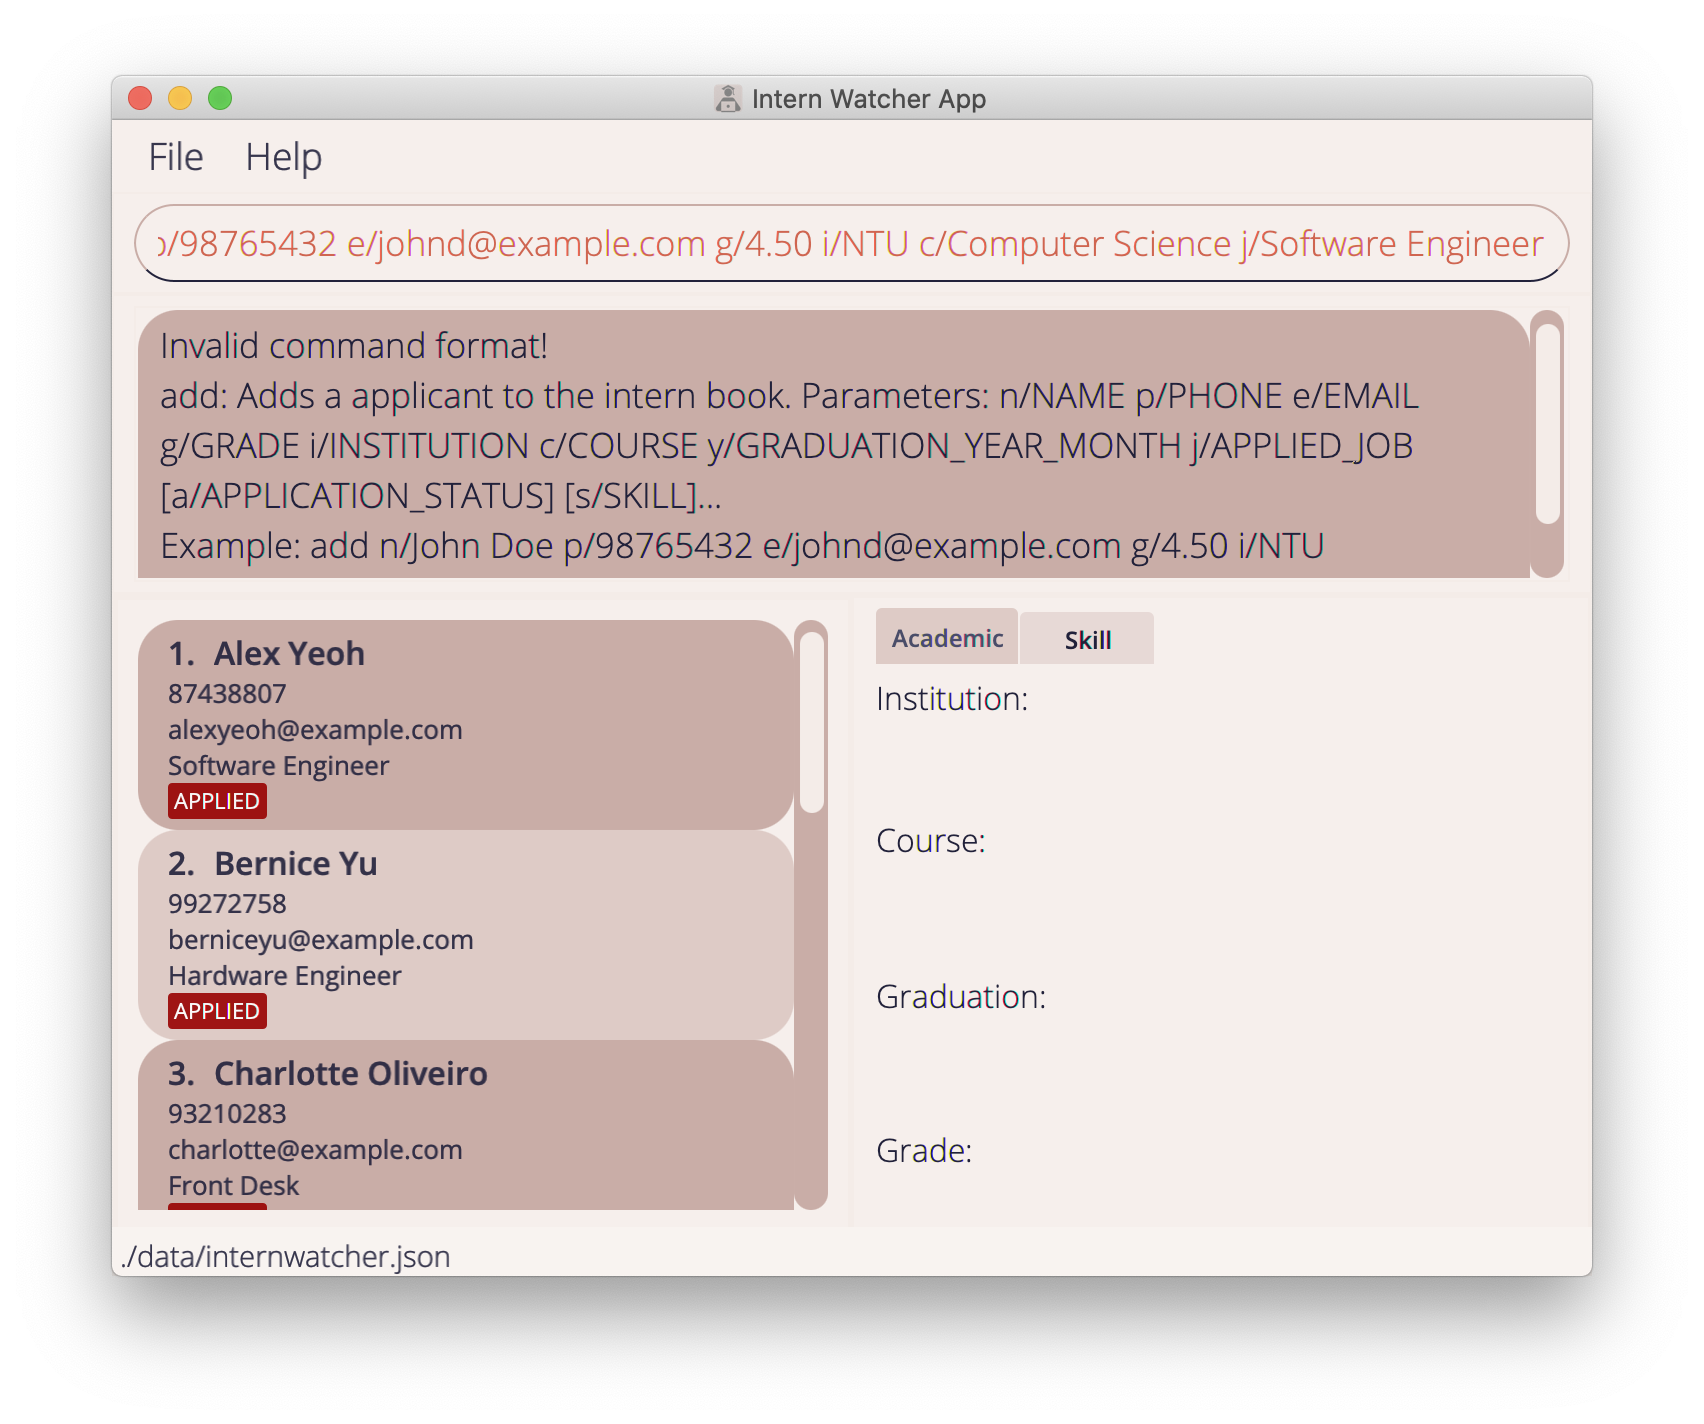 Intern Watcher App
File Help
p/98765432 e/johnd@example.com g/4.50 i/NTU c/Computer Science j/Software Engineer
Invalid command format!
add: Adds a applicant to the intern book. Parameters: n/NAME p/PHONE e/EMAIL
g/GRADE i/INSTITUTION c/COURSE y/GRADUATION_YEAR_MONTH j/APPLIED_JOB
[a/APPLICATION_STATUS] [s/SKILL]...
Example: add n/John Doe p/98765432 e/johnd@example.com g/4.50 i/NTU
1. Alex Yeoh
87438807
alexyeoh@example.com
Software Engineer
APPLIED
2. Bernice Yu
99272758
berniceyu@example.com
Hardware Engineer
APPLIED
3. Charlotte Oliveiro
93210283
charlotte@example.com
Front Desk
Academic Skill
Institution:
Course:
Graduation:
Grade:
./data/internwatcher.json